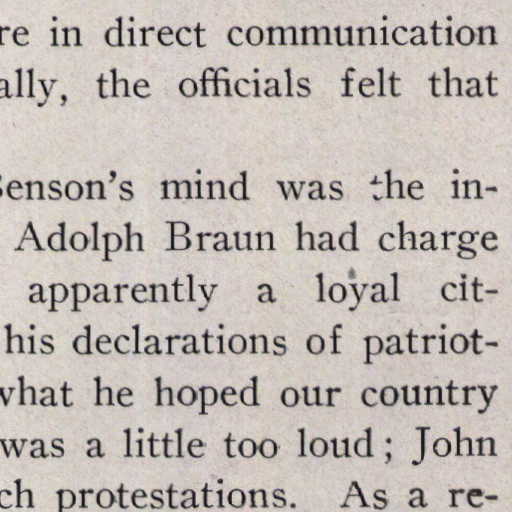 re in direct communication
ally, the officials felt that
Benson's mind was the in-
Adolph Braun had charge
apparently a loyal cit-
his declarations of patriot-
what he hoped our country
was a little too loud; John
ch protestations. As a re-